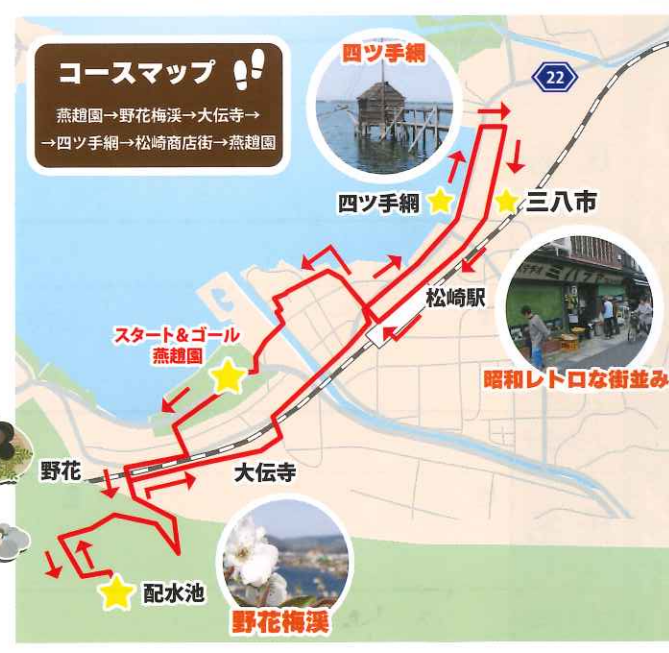 コースマップ
燕趙園→野花梅渓→大伝寺→
→四ツ手網→松崎商店街→燕趙園
四ツ手網
22
四ツ手網
三八市
松崎駅
昭和レトロな街並み
スタート&ゴール
燕趙園
野花
大伝寺
配水池
野花梅渓